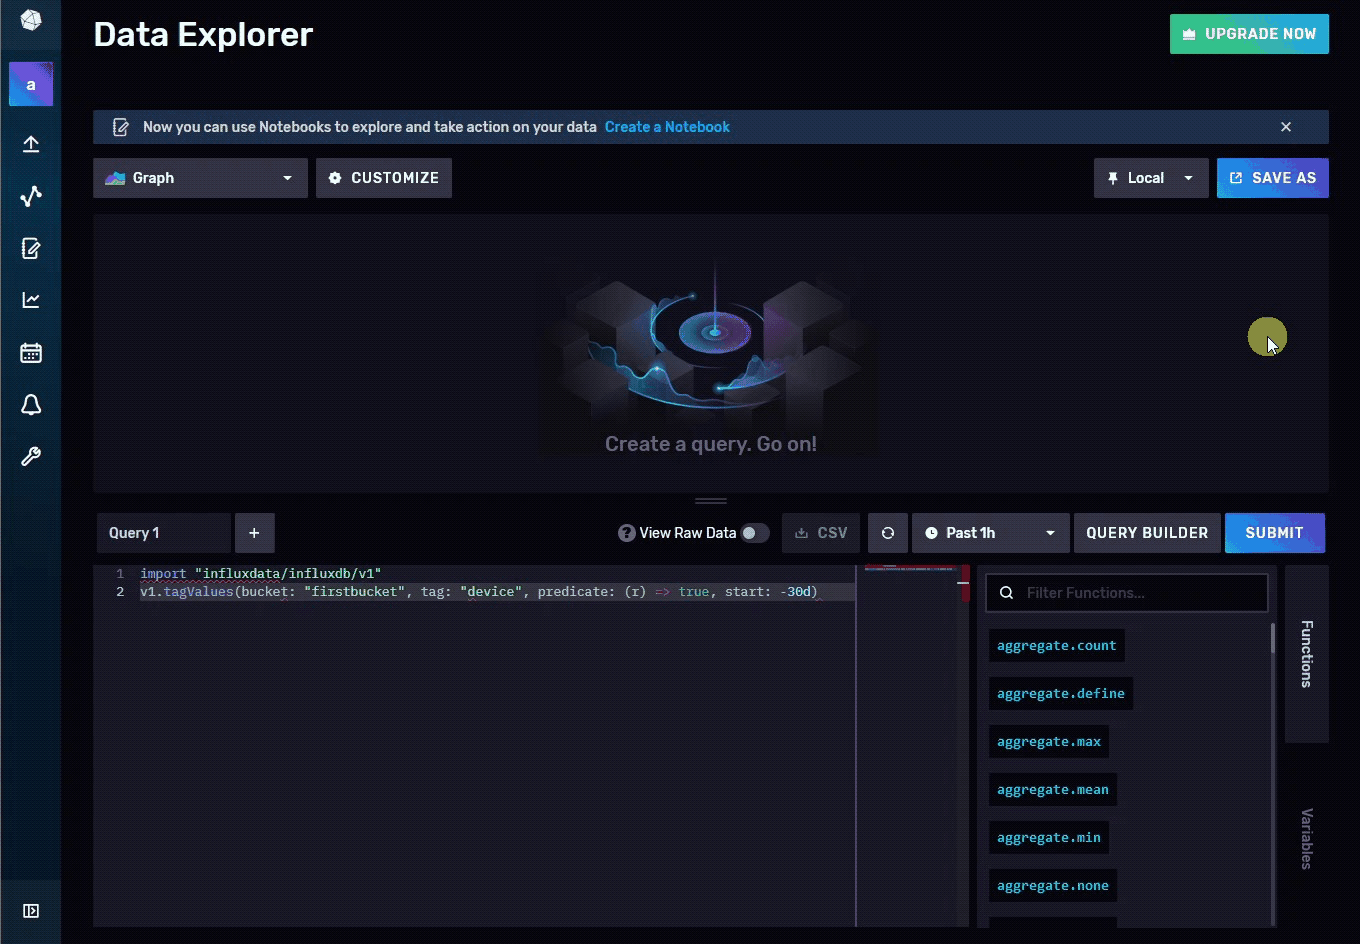 Data Explorer
UPGRADE NOW
a
Now you can use Notebooks to explore and take action on your data Create a Notebook
Graph
CUSTOMIZE
Local
SAVE AS
Create a query. Go on!
Query 1
+
? View Raw Data
CSV
Past 1h
QUERY BUILDER
SUBMIT
1 import "influxdata/influxdb/v1"
2 v1.tagValues(bucket: "firstbucket", tag: "device", predicate: (r) => true, start: -30d)
Filter Functions...
aggregate.count
aggregate.define
aggregate.max
aggregate.mean
aggregate.min
aggregate.none
Functions
Variables